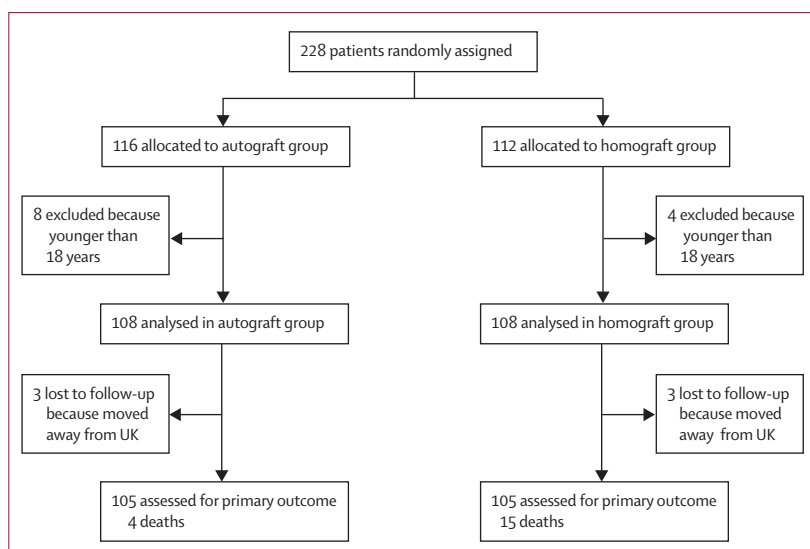 228 patients randomly assigned
116 allocated to autograft group
112 allocated to homograft group
8 excluded because
younger than
18 years
4 excluded because
younger than
18 years
108 analysed in autograft group
108 analysed in homograft group
3 lost to follow-up
because moved
away from UK
3 lost to follow-up
because moved
away from UK
105 assessed for primary outcome
4 deaths
105 assessed for primary outcome
15 deaths